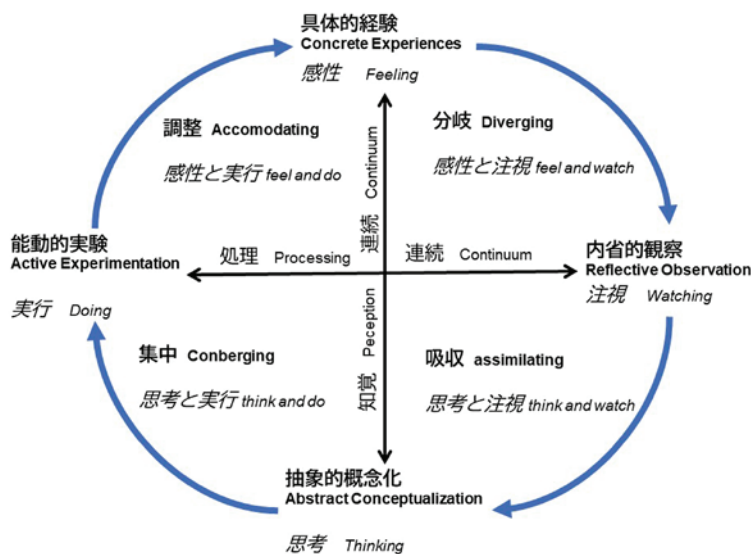 具体的経験
Concrete Experiences
感性 Feeling
調整 Accomodating
感性と実行 feel and do
分岐 Diverging
感性と注視 feel and watch
連続 Continuum
能動的実験
Active Experimentation
実行 Doing
処理 Processing
連続 Continuum
内省的観察
Reflective Observation
注視 Watching
知覚 Peception
集中 Conberging
思考と実行 think and do
吸収 assimilating
思考と注視 think and watch
抽象的概念化
Abstract Conceptualization
思考 Thinking